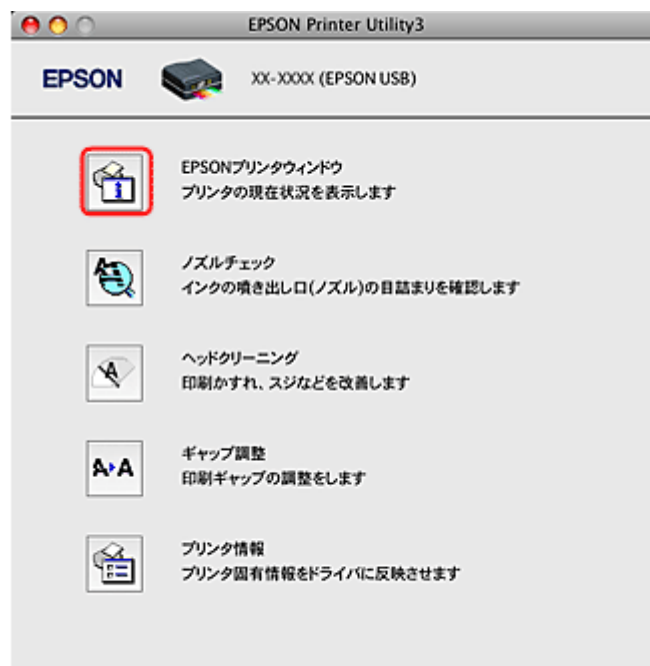 EPSON Printer Utility3
EPSON
XX-XXXX (EPSON USB)
EPSONプリンタウィンドウ
プリンタの現在状況を表示します
ノズルチェック
インクの噴き出し口(ノズル)の目詰まりを確認します
ヘッドクリーニング
印刷かすれ、スジなどを改善します
A▸A
ギャップ調整
印刷ギャップの調整をします
プリンタ情報
プリンタ固有情報をドライバに反映させます